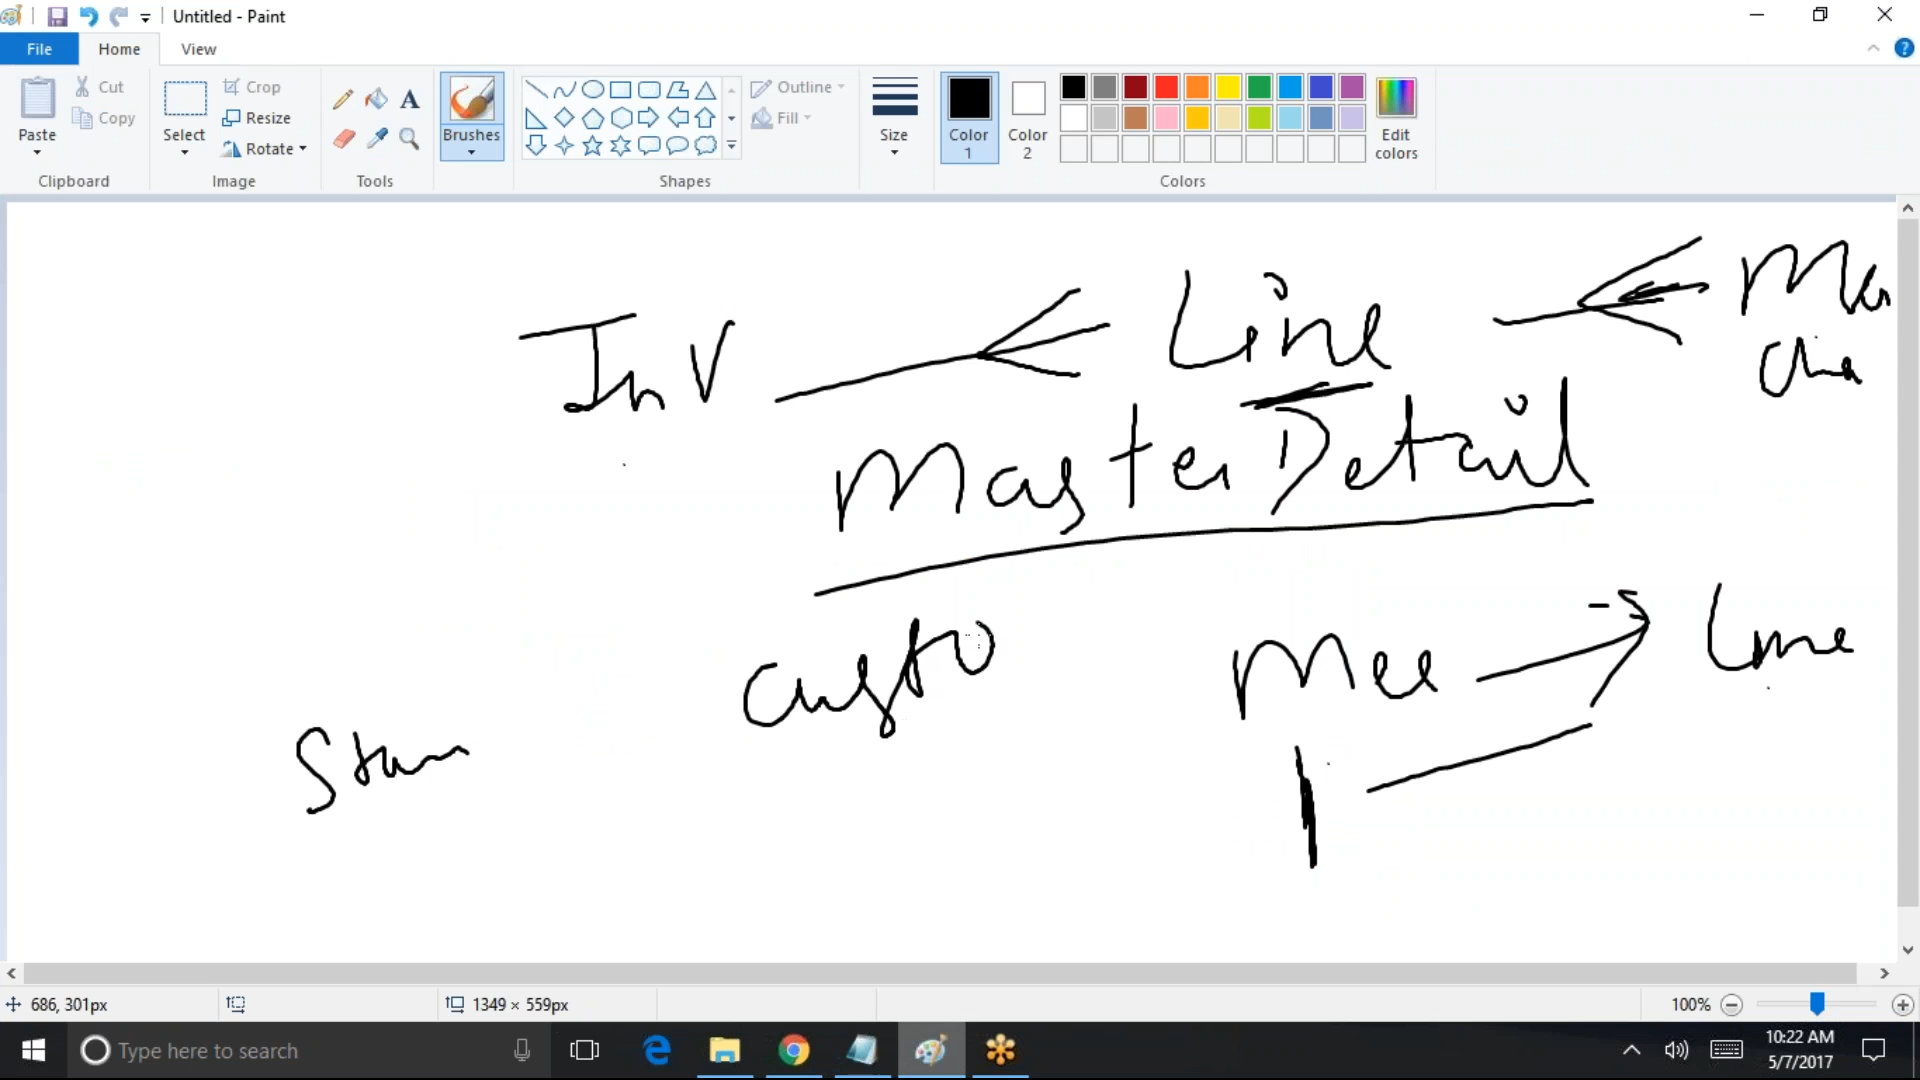 Untitled - Paint
File Home View
Paste
Cut
Copy
Clipboard
Select
Crop
Resize
Rotate
Image
Tools
Brushes
Shapes
Outline
Fill
Size
Color 1
Color 2
Edit colors
Colors
Inv Line
Master Detail
Custo Line
686, 301px
1349 × 559px
100%
Type here to search
10:22 AM
5/7/2017